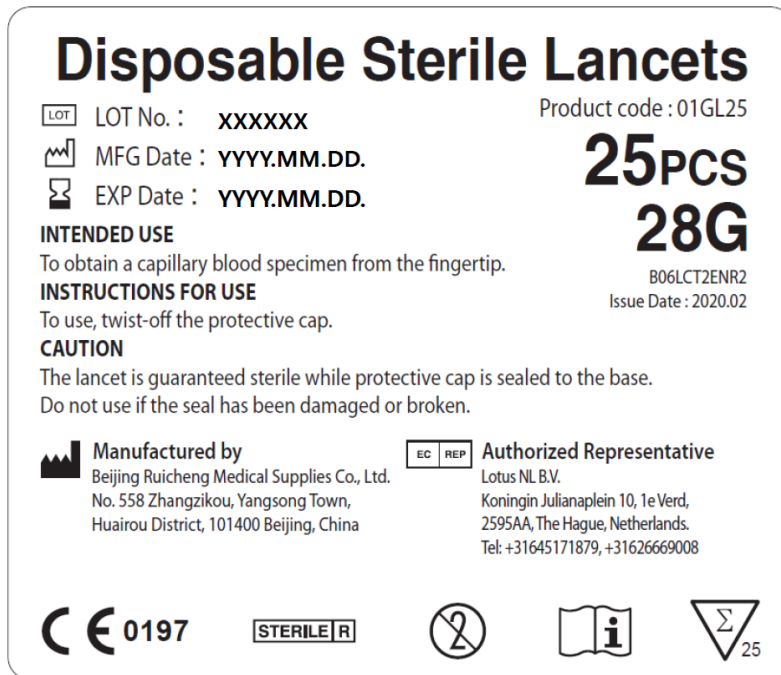 Disposable Sterile Lancets
LOT LOT No. : XXXXXX
Product code : 01GL25
MFG Date : YYYY.MM.DD.
25PCS
EXP Date : YYYY.MM.DD.
28G
INTENDED USE
To obtain a capillary blood specimen from the fingertip.
B06LCT2ENR2
INSTRUCTIONS FOR USE
Issue Date : 2020.02
To use, twist-off the protective cap.
CAUTION
The lancet is guaranteed sterile while protective cap is sealed to the base.
Do not use if the seal has been damaged or broken.
Manufactured by
Beijing Ruicheng Medical Supplies Co., Ltd.
No. 558 Zhangzikou, Yangsong Town,
Huairou District, 101400 Beijing, China
EC REP Authorized Representative
Lotus NL B.V.
Koningin Julianaplein 10, 1e Verd,
2595AA, The Hague, Netherlands.
Tel: +31645171879, +31626669008
CE 0197
STERILE R
2
i
Σ
25